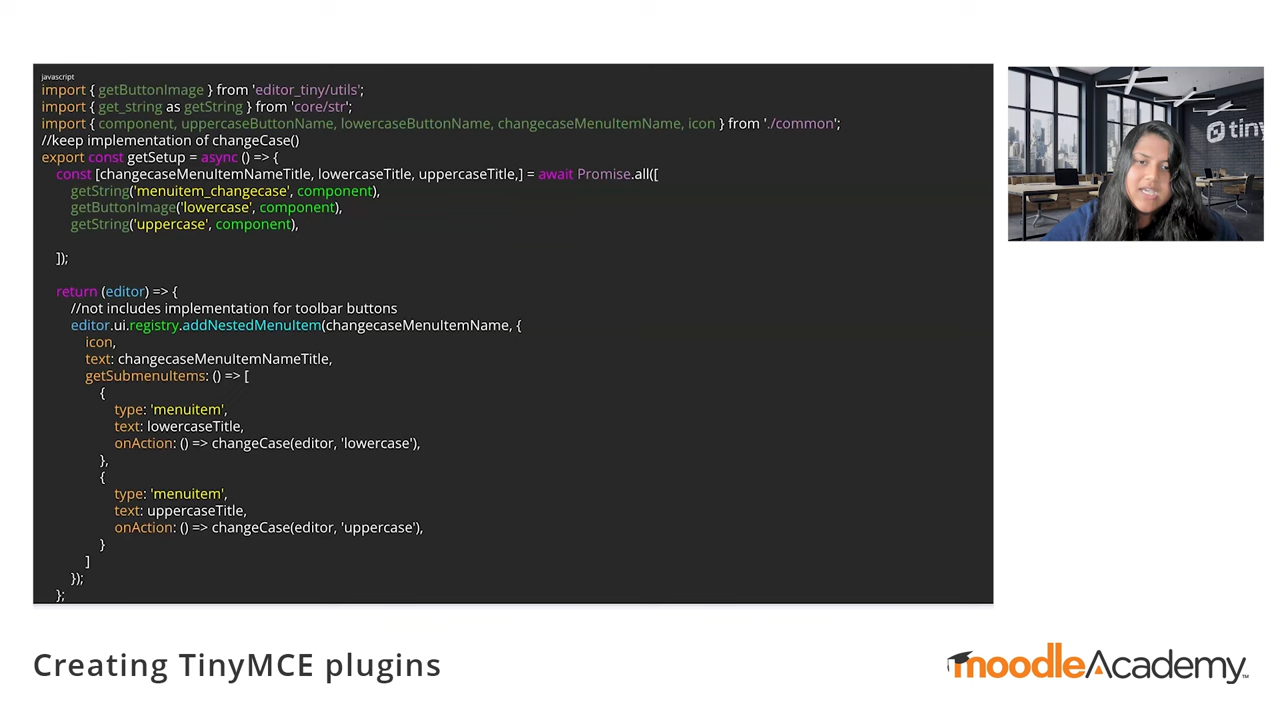 javascript
import { getButtonImage } from 'editor_tiny/utils';
import { get_string as getString } from 'core/str';
import { component, uppercaseButtonName, lowercaseButtonName, changecaseMenuItemName, icon } from './common';
//keep implementation of changeCase()
export const getSetup = async () => {
const [changecaseMenuItemNameTitle, lowercaseTitle, uppercaseTitle,] = await Promise.all([
getString('menuitem_changecase', component),
getButtonImage('lowercase', component),
getString('uppercase', component),
]);
return (editor) => {
//not includes implementation for toolbar buttons
editor.ui.registry.addNestedMenuItem(changecaseMenuItemName, {
icon,
text: changecaseMenuItemNameTitle,
getSubmenuItems: () => [
{
type: 'menuitem',
text: lowercaseTitle,
onAction: () => changeCase(editor, 'lowercase'),
},
{
type: 'menuitem',
text: uppercaseTitle,
onAction: () => changeCase(editor, 'uppercase'),
}
]
});
};
tiny
Creating TinyMCE plugins
moodleAcademy™